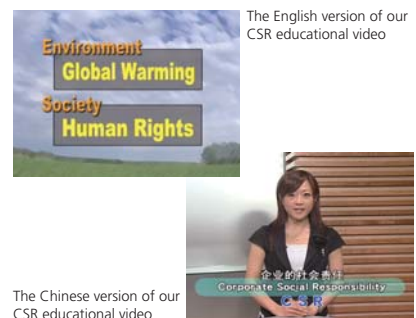 The English version of our
CSR educational video
Environment
Global Warming
Society
Human Rights
企业的社会责任
Corporate Social Responsibility
CSR
The Chinese version of our
CSR educational video